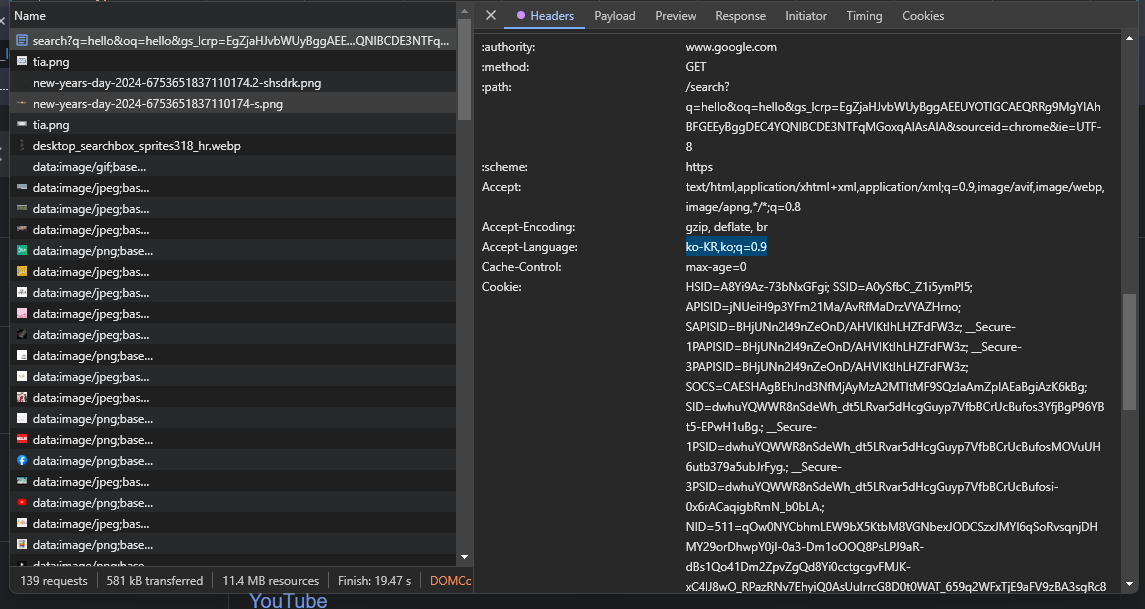 Name
search?q=hello&oq=hello&gs_lcrp=EgZjaHJvbWUyBggAEE...QNIBCDE3NTFq...
tia.png
new-years-day-2024-6753651837110174.2-shsdrk.png
new-years-day-2024-6753651837110174-s.png
tia.png
desktop_searchbox_sprites318_hr.webp
data:image/gif;base...
data:image/jpeg;bas...
data:image/jpeg;bas...
data:image/jpeg;bas...
data:image/png;base...
data:image/jpeg;bas...
data:image/jpeg;bas...
data:image/jpeg;bas...
data:image/jpeg;bas...
data:image/png;base...
data:image/jpeg;bas...
data:image/jpeg;bas...
data:image/png;base...
data:image/png;base...
data:image/png;base...
data:image/jpeg;bas...
data:image/png;base...
data:image/jpeg;bas...
data:image/png;base...
139 requests 581 kB transferred 11.4 MB resources Finish: 19.47 s DOMCc
Headers Payload Preview Response Initiator Timing Cookies
:authority: www.google.com
:method: GET
:path: /search?
q=hello&oq=hello&gs_lcrp=EgZjaHJvbWUyBggAEEUYOTIGCAEQRRg9MgYIAh
BFGEEyBggDEC4YQNIBCDE3NTFqMGoxqAIAsAIA&sourceid=chrome&ie=UTF-
8
:scheme: https
Accept: text/html,application/xhtml+xml,application/xml;q=0.9,image/avif,image/webp,
image/apng,*/*;q=0.8
Accept-Encoding: gzip, deflate, br
Accept-Language: ko-KR,ko;q=0.9
Cache-Control: max-age=0
Cookie: HSID=A8Yi9Az-73bNxGFgi; SSID=A0ySfbC_Z1i5ymPI5;
APISID=jNUeiH9p3YFm21Ma/AvRfMaDrzVYAZHrno;
SAPISID=BHjUNn2I49nZeOnD/AHVIKtIhLHZFdFW3z; __Secure-
1PAPISID=BHjUNn2I49nZeOnD/AHVIKtIhLHZFdFW3z; __Secure-
3PAPISID=BHjUNn2I49nZeOnD/AHVIKtIhLHZFdFW3z;
SOCS=CAESHAgBEhJnd3NfMjAyMzA2MTItMF9SQzIaAmZpIAEaBgiAzK6kBg;
SID=dwhuYQWWR8nSdeWh_dt5LRvar5dHcgGuyp7VfbBCrUcBufos3YfjBgP96YB
t5-EPwH1uBg.; __Secure-
1PSID=dwhuYQWWR8nSdeWh_dt5LRvar5dHcgGuyp7VfbBCrUcBufosMOVuUH
6utb379a5ubJrFyg.; __Secure-
3PSID=dwhuYQWWR8nSdeWh_dt5LRvar5dHcgGuyp7VfbBCrUcBufosi-
0x6rACaqigbRmN_b0bLA.;
NID=511=qOw0NYCbhmLEW9bX5KtbM8VGNbexJODCSzxJMYI6qSoRvsqnjDH
MY29orDhwpY0jI-0a3-Dm1oOOQ8PsLPJ9aR-
dBs1Qo41Dm2ZpvZgQd8Yi0cctgcgvFMJK-
xC4IJ8wO_RPazRNv7EhyiQ0AsUuIrrG8D0t0WAT_659q2WFxTjE9aFV9zBA3sgRc8
YouTube